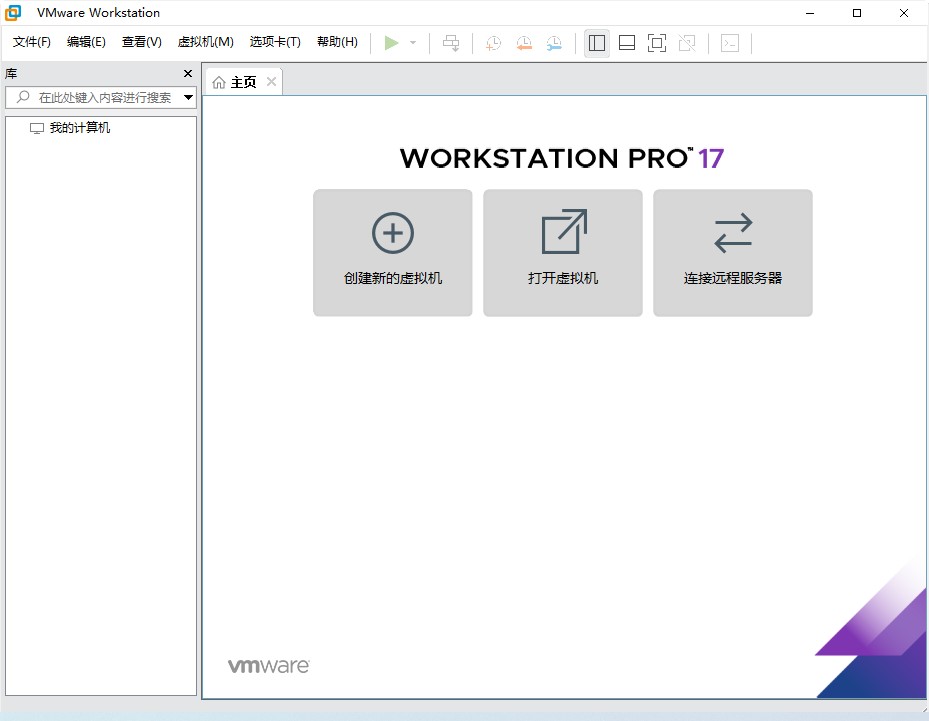 VMware Workstation
文件(F) 编辑(E) 查看(V) 虚拟机(M) 选项卡(T) 帮助(H)
库
主页
在此处键入内容进行搜索
我的计算机
WORKSTATION PRO™ 17
创建新的虚拟机 打开虚拟机 连接远程服务器
vmware